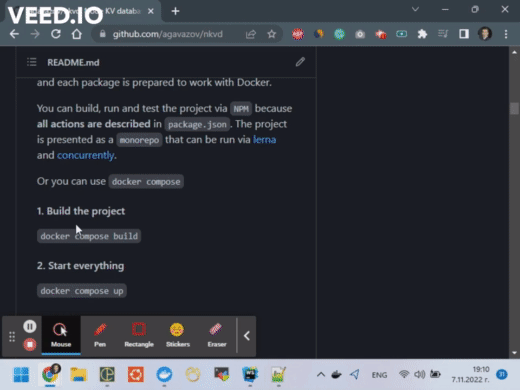 VEED.IO
KV databa
github.com/agavazov/nkvd
README.md
and each package is prepared to work with Docker.
You can build, run and test the project via NPM because
all actions are described in package.json. The project
is presented as a monorepo that can be run via lerna
and concurrently.
Or you can use docker compose
1. Build the project
docker compose build
2. Start everything
docker compose up
Mouse
Pen
Rectangle
Stickers
Eraser
ENG
19:10
7.11.2022 г.